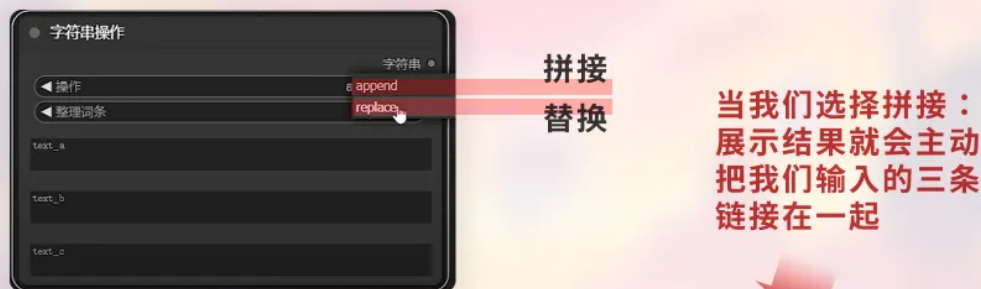 字符串操作
字符串
操作
append
replace
整理词条
text_a
text_b
text_c
拼接
替换
当我们选择拼接：
展示结果就会主动
把我们输入的三条
链接在一起